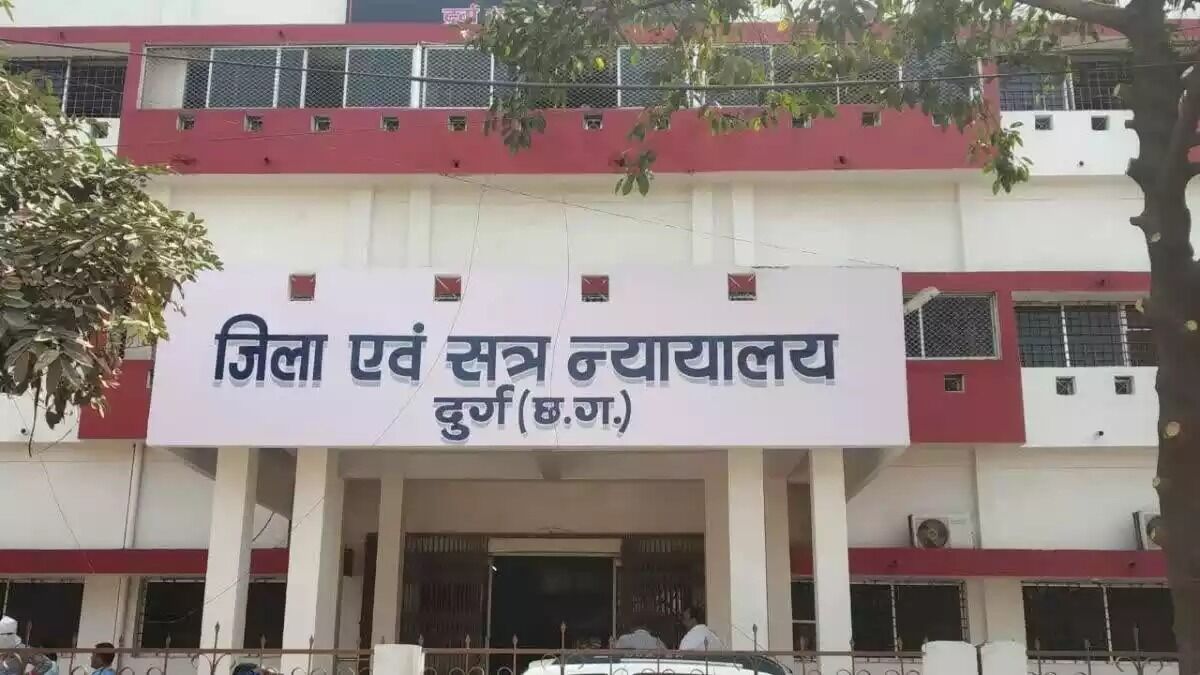 जिला एवं सत्र न्यायालय
दुर्ग (छ.ग.)